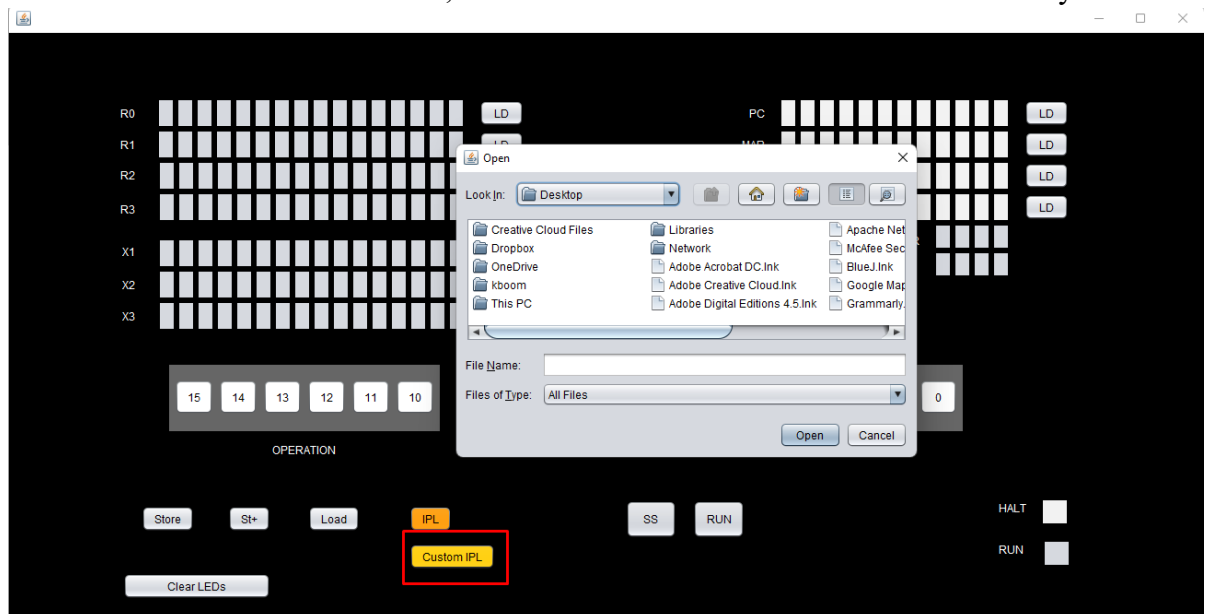 R0 LD PC LD
R1 LD
Open
R2 LD
Look In: Desktop
R3 LD
Creative Cloud Files Libraries Apache Net
Dropbox Network McAfee Sec
X1
OneDrive Adobe Acrobat DC.lnk BlueJ.lnk
X2 kboom Adobe Creative Cloud.lnk Google Map
This PC Adobe Digital Editions 4.5.lnk Grammarly.
X3
File Name:
15 14 13 12 11 10 Files of Type: All Files 0
Open Cancel
OPERATION
HALT
Store St+ Load IPL SS RUN
RUN
Custom IPL
Clear LEDs